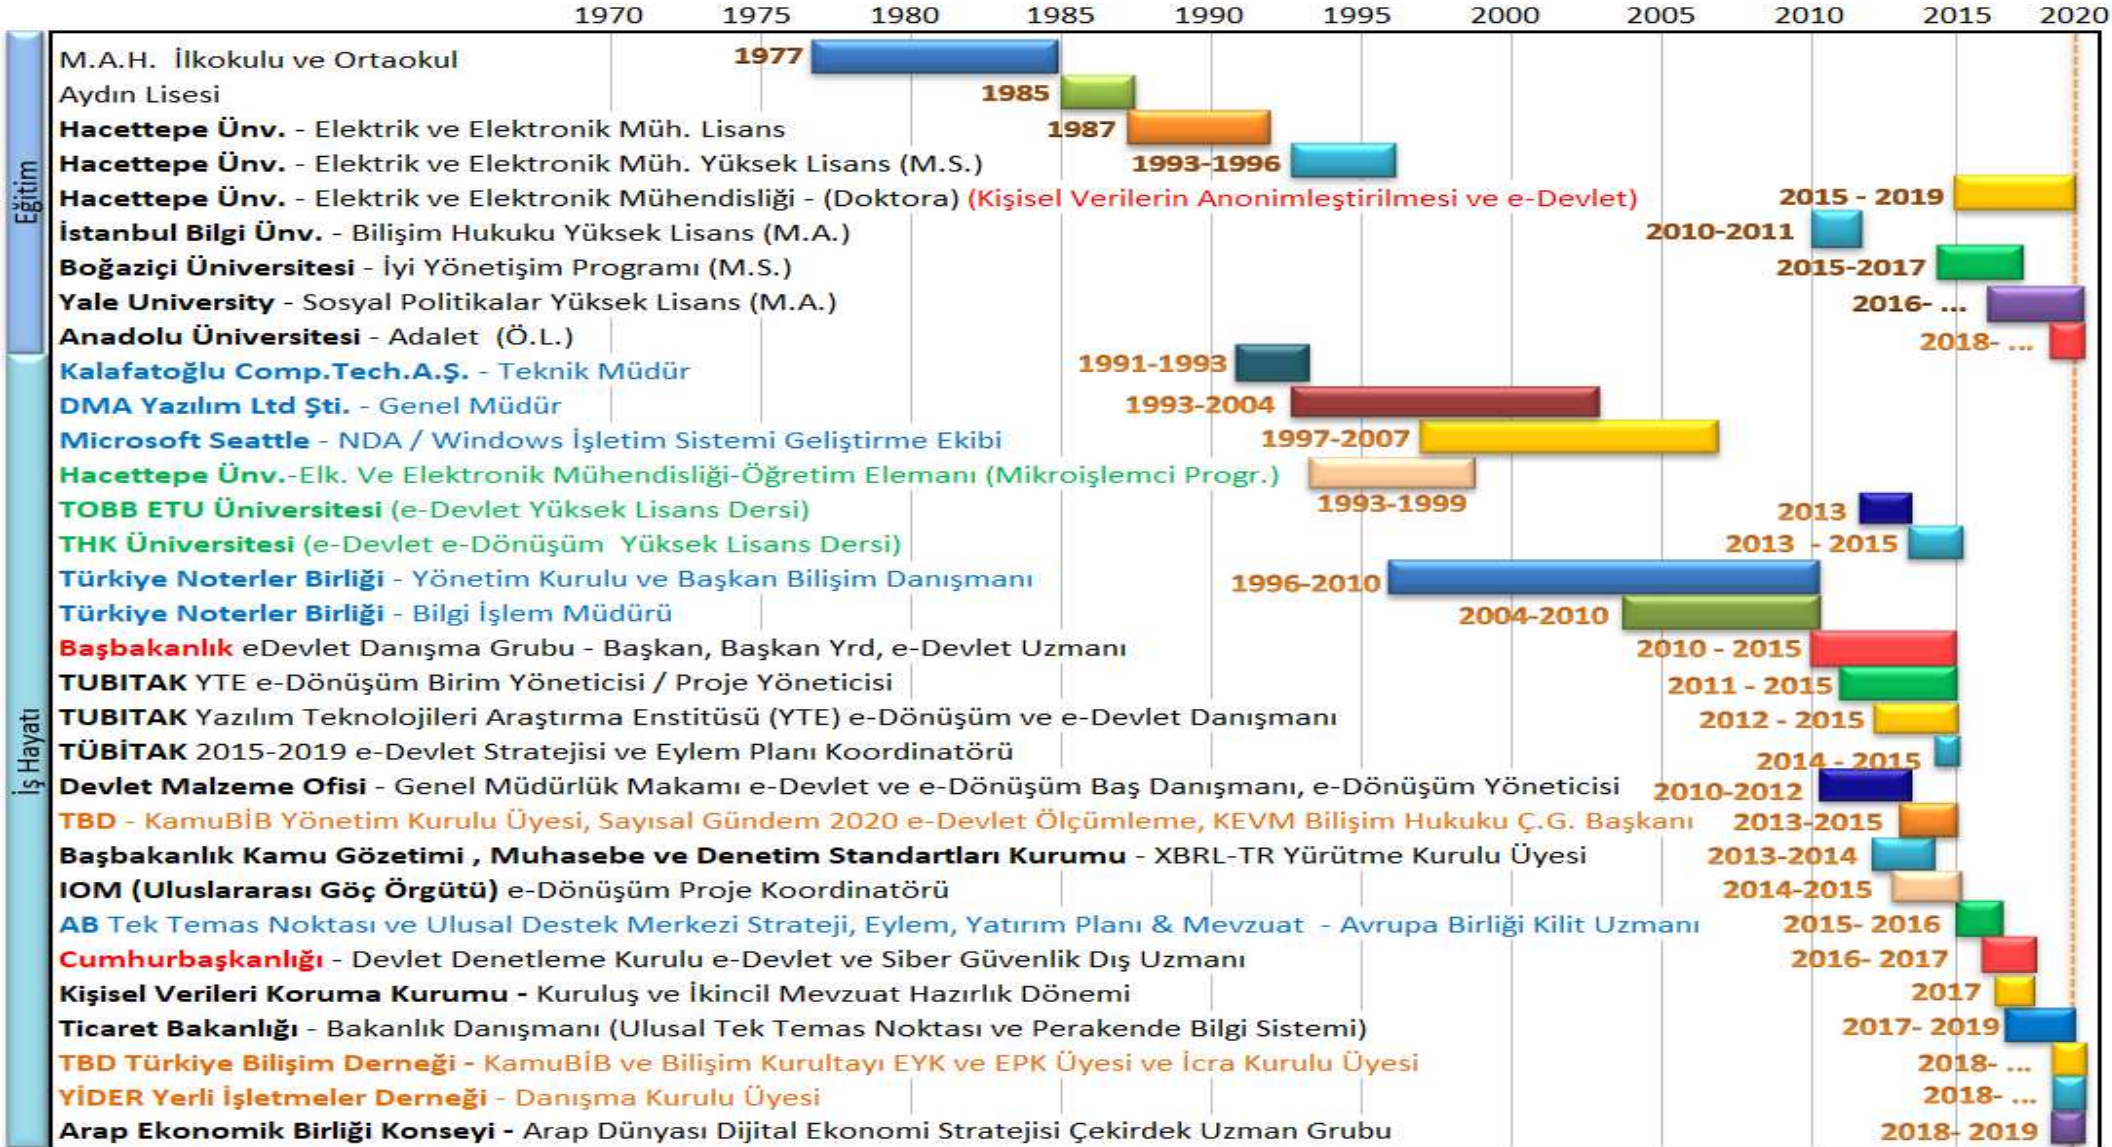 1970 1975 1980 1985 1990 1995 2000 2005 2010 2015 2020
Eğitim
M.A.H. İlkokulu ve Ortaokul 1977
Aydın Lisesi 1985
Hacettepe Ünv. - Elektrik ve Elektronik Müh. Lisans 1987
Hacettepe Ünv. - Elektrik ve Elektronik Müh. Yüksek Lisans (M.S.) 1993-1996
Hacettepe Ünv. - Elektrik ve Elektronik Mühendisliği - (Doktora) (Kişisel Verilerin Anonimleştirilmesi ve e-Devlet) 2015 - 2019
İstanbul Bilgi Ünv. - Bilişim Hukuku Yüksek Lisans (M.A.) 2010-2011
Boğaziçi Üniversitesi - İyi Yönetişim Programı (M.S.) 2015-2017
Yale University - Sosyal Politikalar Yüksek Lisans (M.A.) 2016- ...
Anadolu Üniversitesi - Adalet (Ö.L.) 2018- ...
İş Hayatı
Kalafatoğlu Comp.Tech.A.Ş. - Teknik Müdür 1991-1993
DMA Yazılım Ltd Şti. - Genel Müdür 1993-2004
Microsoft Seattle - NDA / Windows İşletim Sistemi Geliştirme Ekibi 1997-2007
Hacettepe Ünv.-Elk. Ve Elektronik Mühendisliği-Öğretim Elemanı (Mikroişlemci Progr.) 1993-1999
TOBB ETU Üniversitesi (e-Devlet Yüksek Lisans Dersi) 2013
THK Üniversitesi (e-Devlet e-Dönüşüm Yüksek Lisans Dersi) 2013 - 2015
Türkiye Noterler Birliği - Yönetim Kurulu ve Başkan Bilişim Danışmanı 1996-2010
Türkiye Noterler Birliği - Bilgi İşlem Müdürü 2004-2010
Başbakanlık eDevlet Danışma Grubu - Başkan, Başkan Yrd, e-Devlet Uzmanı 2010 - 2015
TUBITAK YTE e-Dönüşüm Birim Yöneticisi / Proje Yöneticisi 2011 - 2015
TUBITAK Yazılım Teknolojileri Araştırma Enstitüsü (YTE) e-Dönüşüm ve e-Devlet Danışmanı 2012 - 2015
TÜBİTAK 2015-2019 e-Devlet Stratejisi ve Eylem Planı Koordinatörü 2014 - 2015
Devlet Malzeme Ofisi - Genel Müdürlük Makamı e-Devlet ve e-Dönüşüm Baş Danışmanı, e-Dönüşüm Yöneticisi 2010-2012
TBD - KamuBİB Yönetim Kurulu Üyesi, Sayısal Gündem 2020 e-Devlet Ölçümleme, KEVM Bilişim Hukuku Ç.G. Başkanı 2013-2015
Başbakanlık Kamu Gözetimi , Muhasebe ve Denetim Standartları Kurumu - XBRL-TR Yürütme Kurulu Üyesi 2013-2014
IOM (Uluslararası Göç Örgütü) e-Dönüşüm Proje Koordinatörü 2014-2015
AB Tek Temas Noktası ve Ulusal Destek Merkezi Strateji, Eylem, Yatırım Planı & Mevzuat - Avrupa Birliği Kilit Uzmanı 2015- 2016
Cumhurbaşkanlığı - Devlet Denetleme Kurulu e-Devlet ve Siber Güvenlik Dış Uzmanı 2016- 2017
Kişisel Verileri Koruma Kurumu - Kuruluş ve İkincil Mevzuat Hazırlık Dönemi 2017
Ticaret Bakanlığı - Bakanlık Danışmanı (Ulusal Tek Temas Noktası ve Perakende Bilgi Sistemi) 2017- 2019
TBD Türkiye Bilişim Derneği - KamuBİB ve Bilişim Kurultayı EYK ve EPK Üyesi ve İcra Kurulu Üyesi 2018- ...
YİDER Yerli İşletmeler Derneği - Danışma Kurulu Üyesi 2018- ...
Arap Ekonomik Birliği Konseyi - Arap Dünyası Dijital Ekonomi Stratejisi Çekirdek Uzman Grubu 2018- 2019